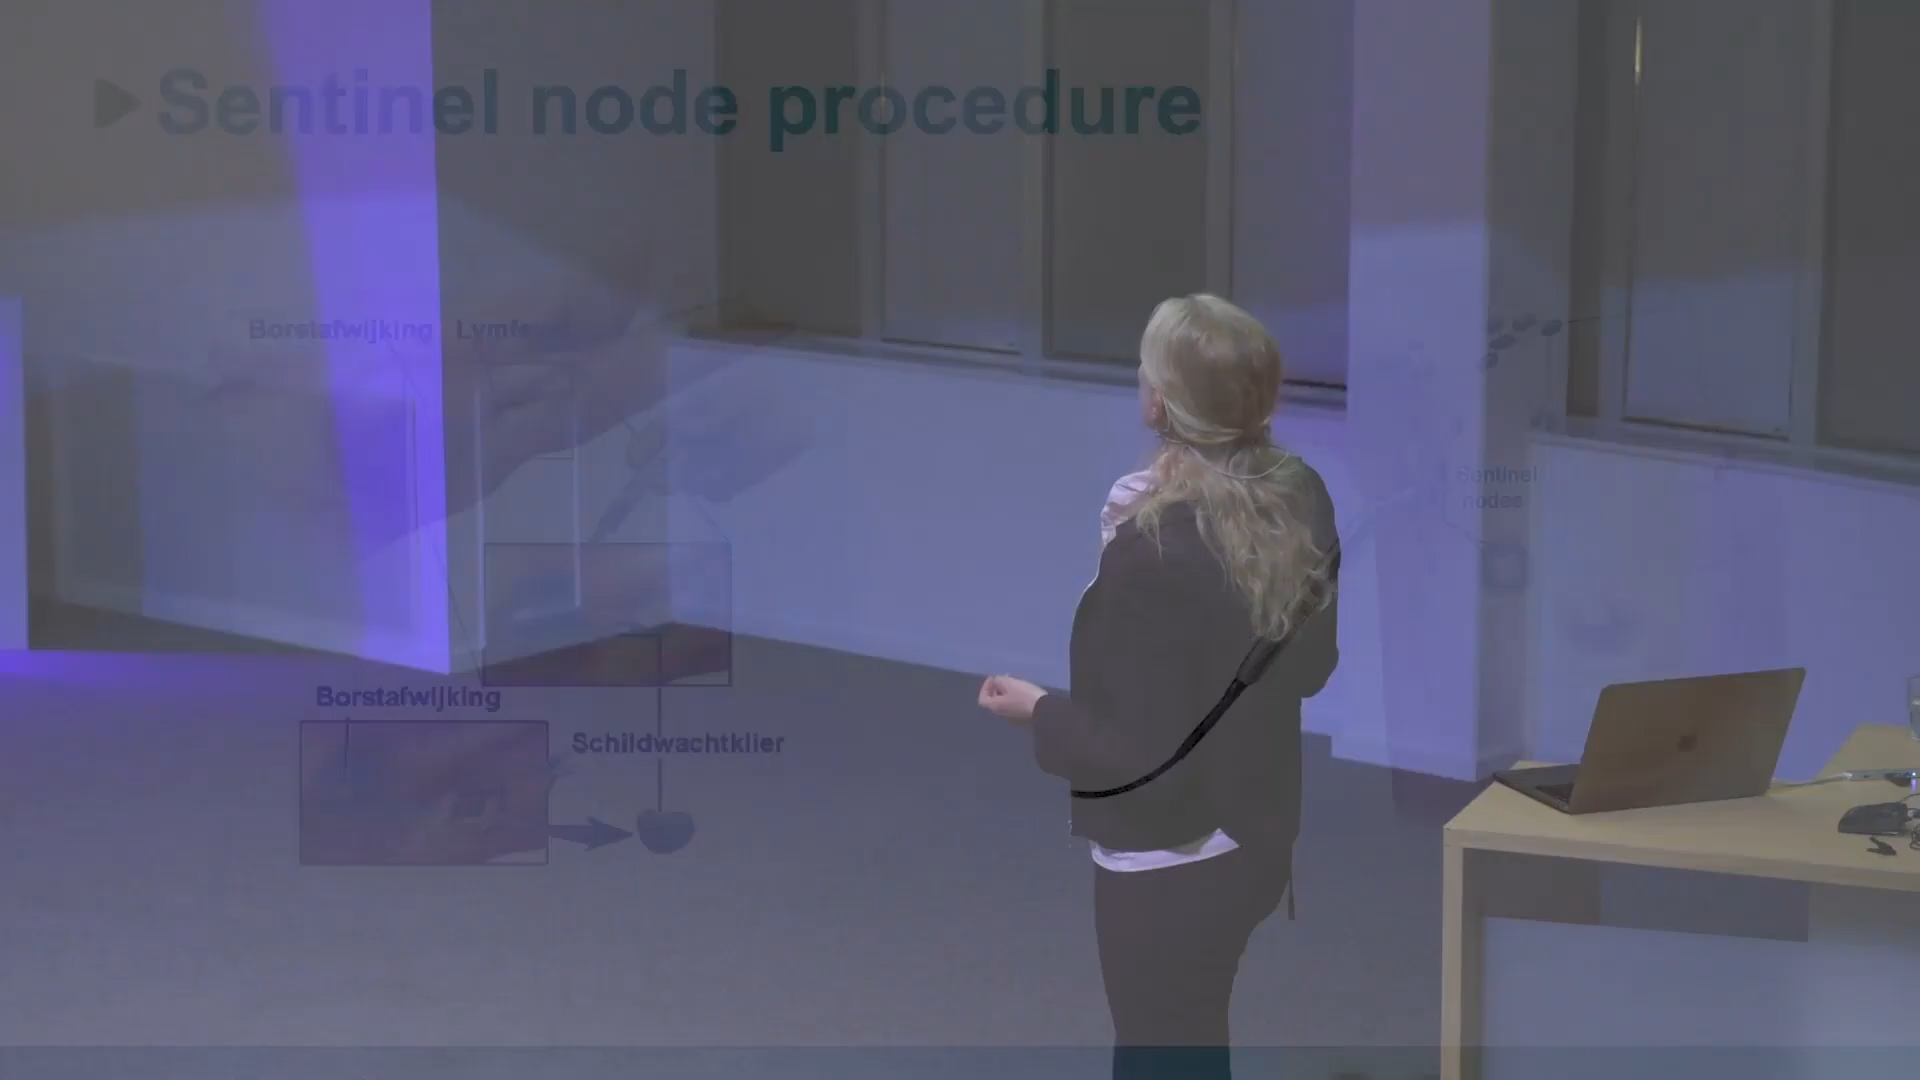 Sentinel node procedure
Borstafwijking
Sentinel
nodes
Borstafwijking
Schildwachtklier